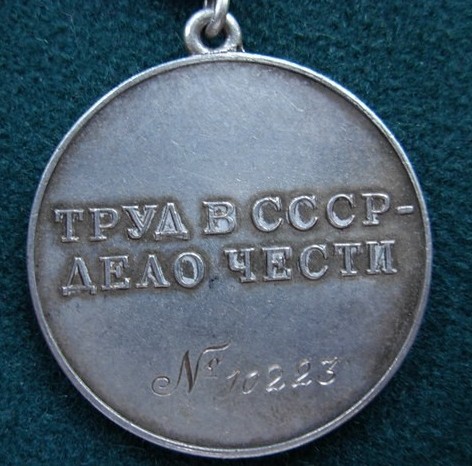 ТРУД В СССР-
ДЕЛО ЧЕСТИ
№ 10223